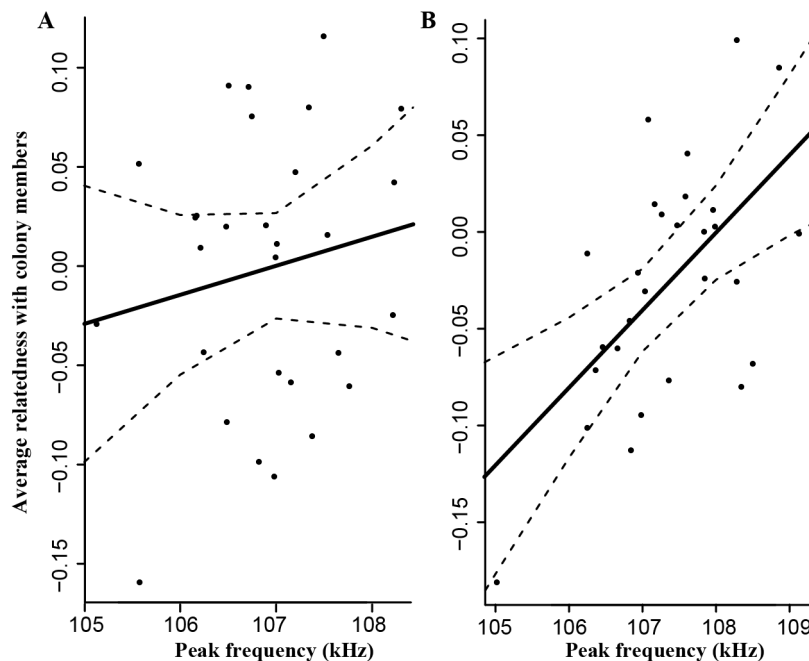 A
B
Average relatedness with colony members
0.10
0.05
0.00
−0.05
−0.10
−0.15
105 106 107 108
Peak frequency (kHz)
0.10
0.05
0.00
−0.05
−0.10
−0.15
105 106 107 108 109
Peak frequency (kHz)